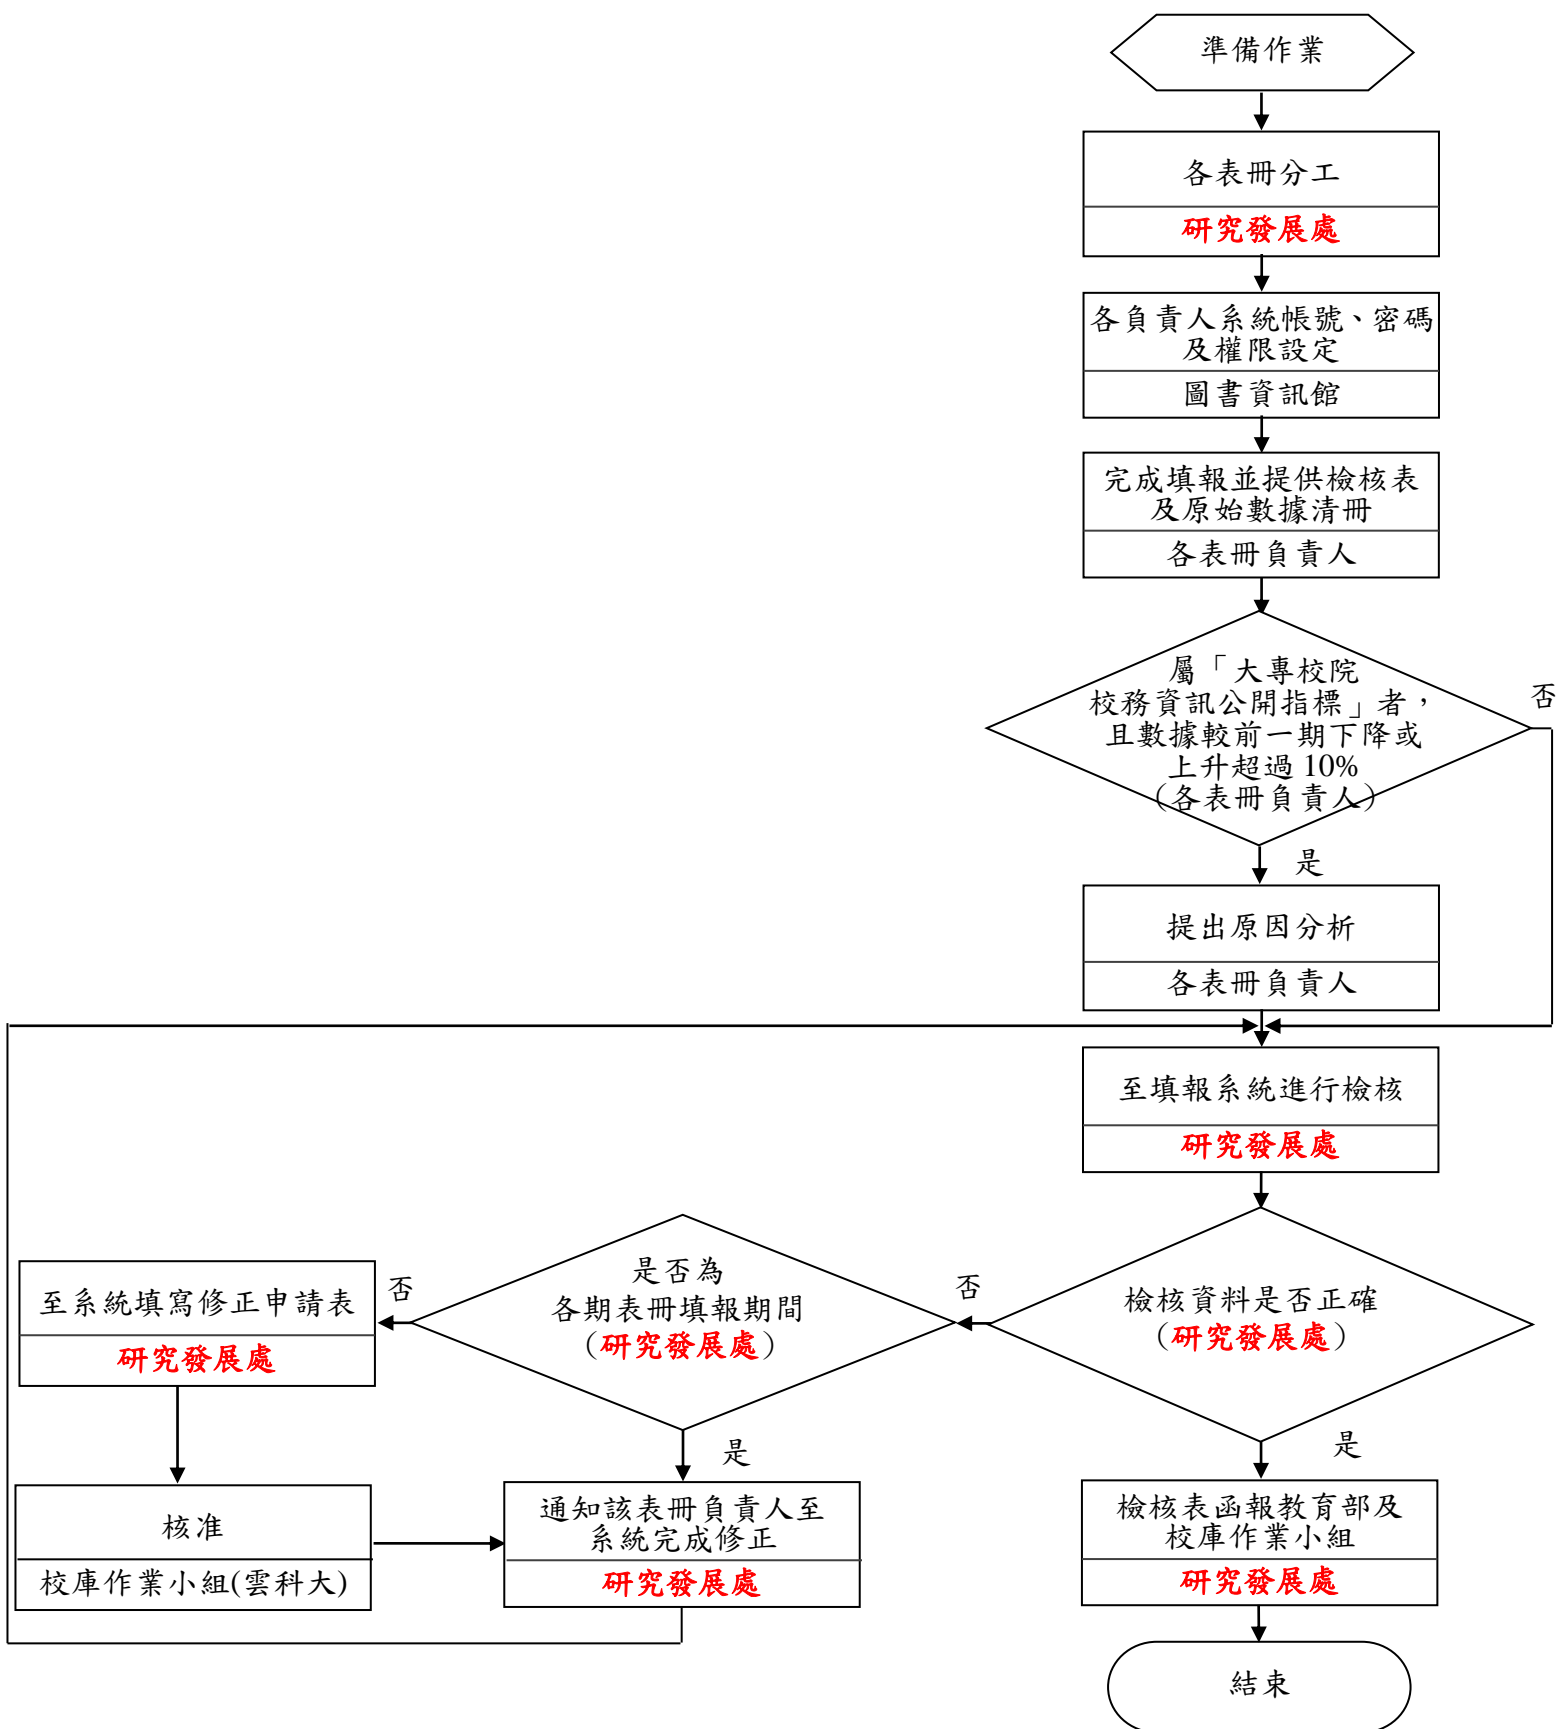 準備作業
各表冊分工
研究發展處
各負責人系統帳號、密碼
及權限設定
圖書資訊館
完成填報並提供檢核表
及原始數據清冊
各表冊負責人
屬「大專校院
校務資訊公開指標」者，
且數據較前一期下降或
上升超過 10%
（各表冊負責人）
否
是
提出原因分析
各表冊負責人
至填報系統進行檢核
研究發展處
檢核資料是否正確
（研究發展處）
否
是否為
各期表冊填報期間
（研究發展處）
否
至系統填寫修正申請表
研究發展處
是
是
核准
校庫作業小組(雲科大)
通知該表冊負責人至
系統完成修正
研究發展處
檢核表函報教育部及
校庫作業小組
研究發展處
結束